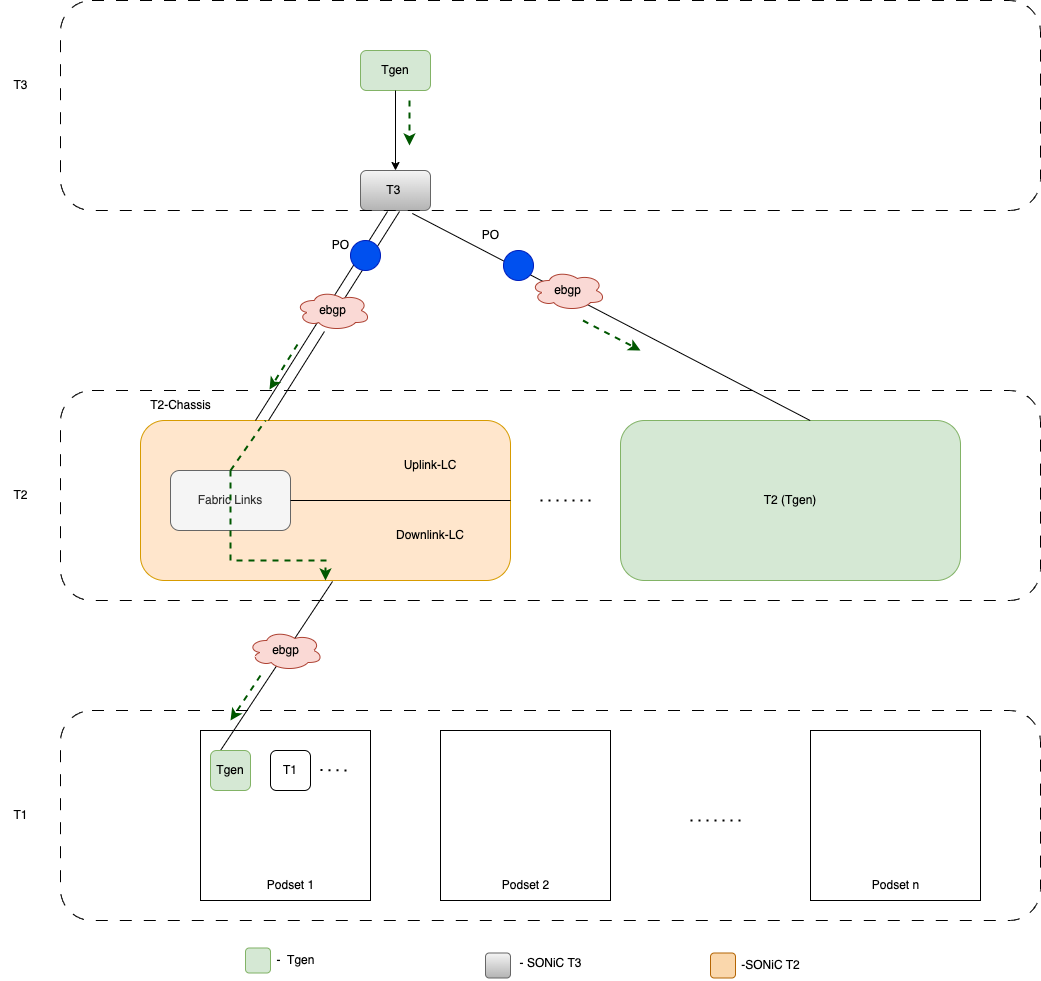 T3
Tgen
T3
PO
PO
ebgp
ebgp
T2-Chassis
T2
Uplink-LC
Fabric Links
.......
T2 (Tgen)
Downlink-LC
ebgp
T1
Tgen
T1
....
.......
Podset 1
Podset 2
Podset n
- Tgen
- SONiC T3
-SONiC T2